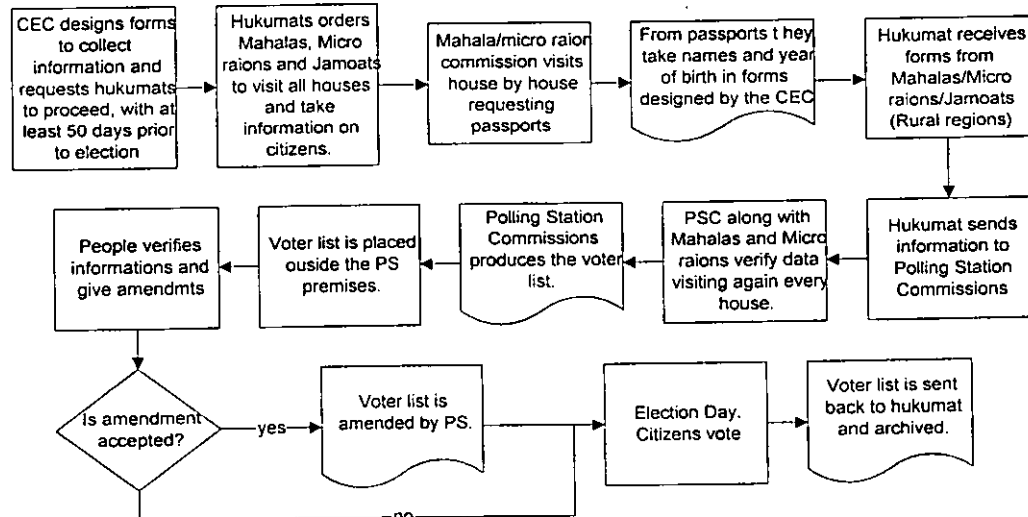 CEC designs forms
to collect
information and
requests hukumats
to proceed, with at
least 50 days prior
to election
Hukumats orders
Mahalas, Micro
raions and Jamoats
to visit all houses
and take
information on
citizens.
Mahala/micro raion
commission visits
house by house
requesting
passports
From passports t hey
take names and year
of birth in forms
designed by the CEC
Hukumat receives
forms from
Mahalas/Micro
raions/Jamoats
(Rural regions)
Hukumat sends
information to
Polling Station
Commissions
PSC along with
Mahalas and Micro
raions verify data
visiting again every
house.
Polling Station
Commissions
produces the voter
list.
Voter list is placed
ouside the PS
premises.
People verifies
informations and
give amendmts
Is amendment
accepted?
yes
Voter list is
amended by PS.
Election Day.
Citizens vote
Voter list is sent
back to hukumat
and archived.
no